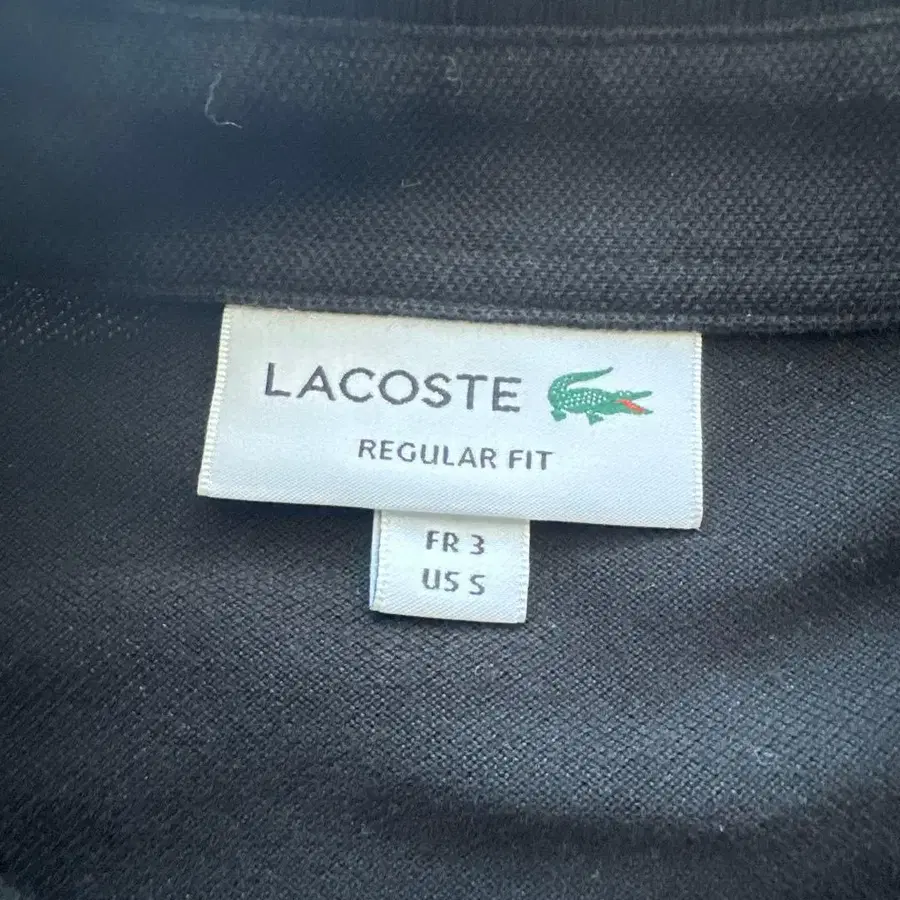 LACOSTE
REGULAR FIT
FR 3
US S